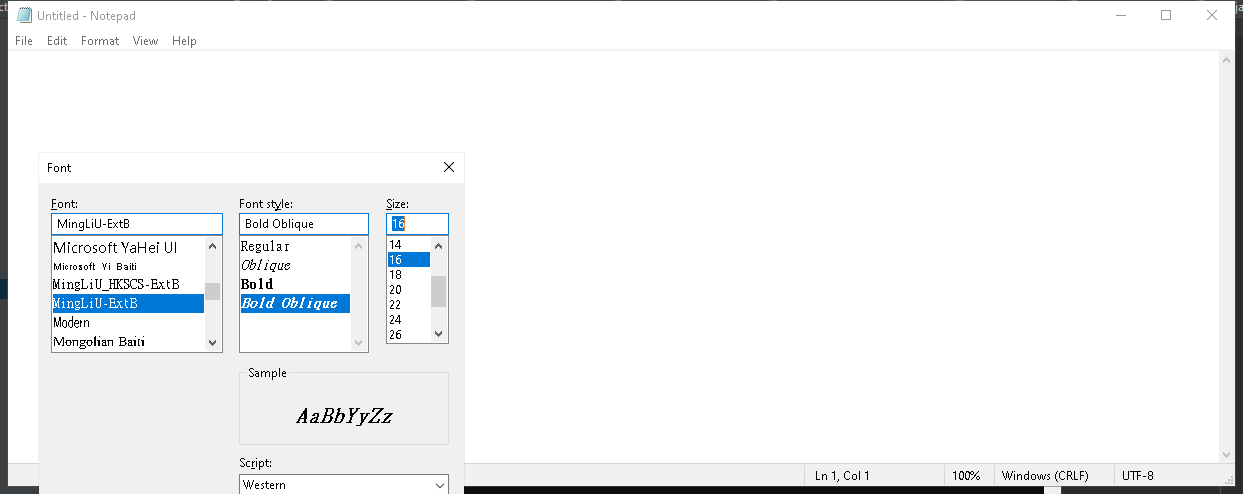 Untitled - Notepad
File Edit Format View Help
Font
Font: Font style: Size:
MingLiU-ExtB Bold Oblique 16
Microsoft YaHei UI Regular 14
Microsoft Yi Baiti Oblique 16
MingLiU_HKSCS-ExtB Bold 18
MingLiU-ExtB Bold Oblique 20
Modern 22
Mongolian Baiti 24
26
Sample
AaBbYyZz
Script:
Western
Ln 1, Col 1 100% Windows (CRLF) UTF-8